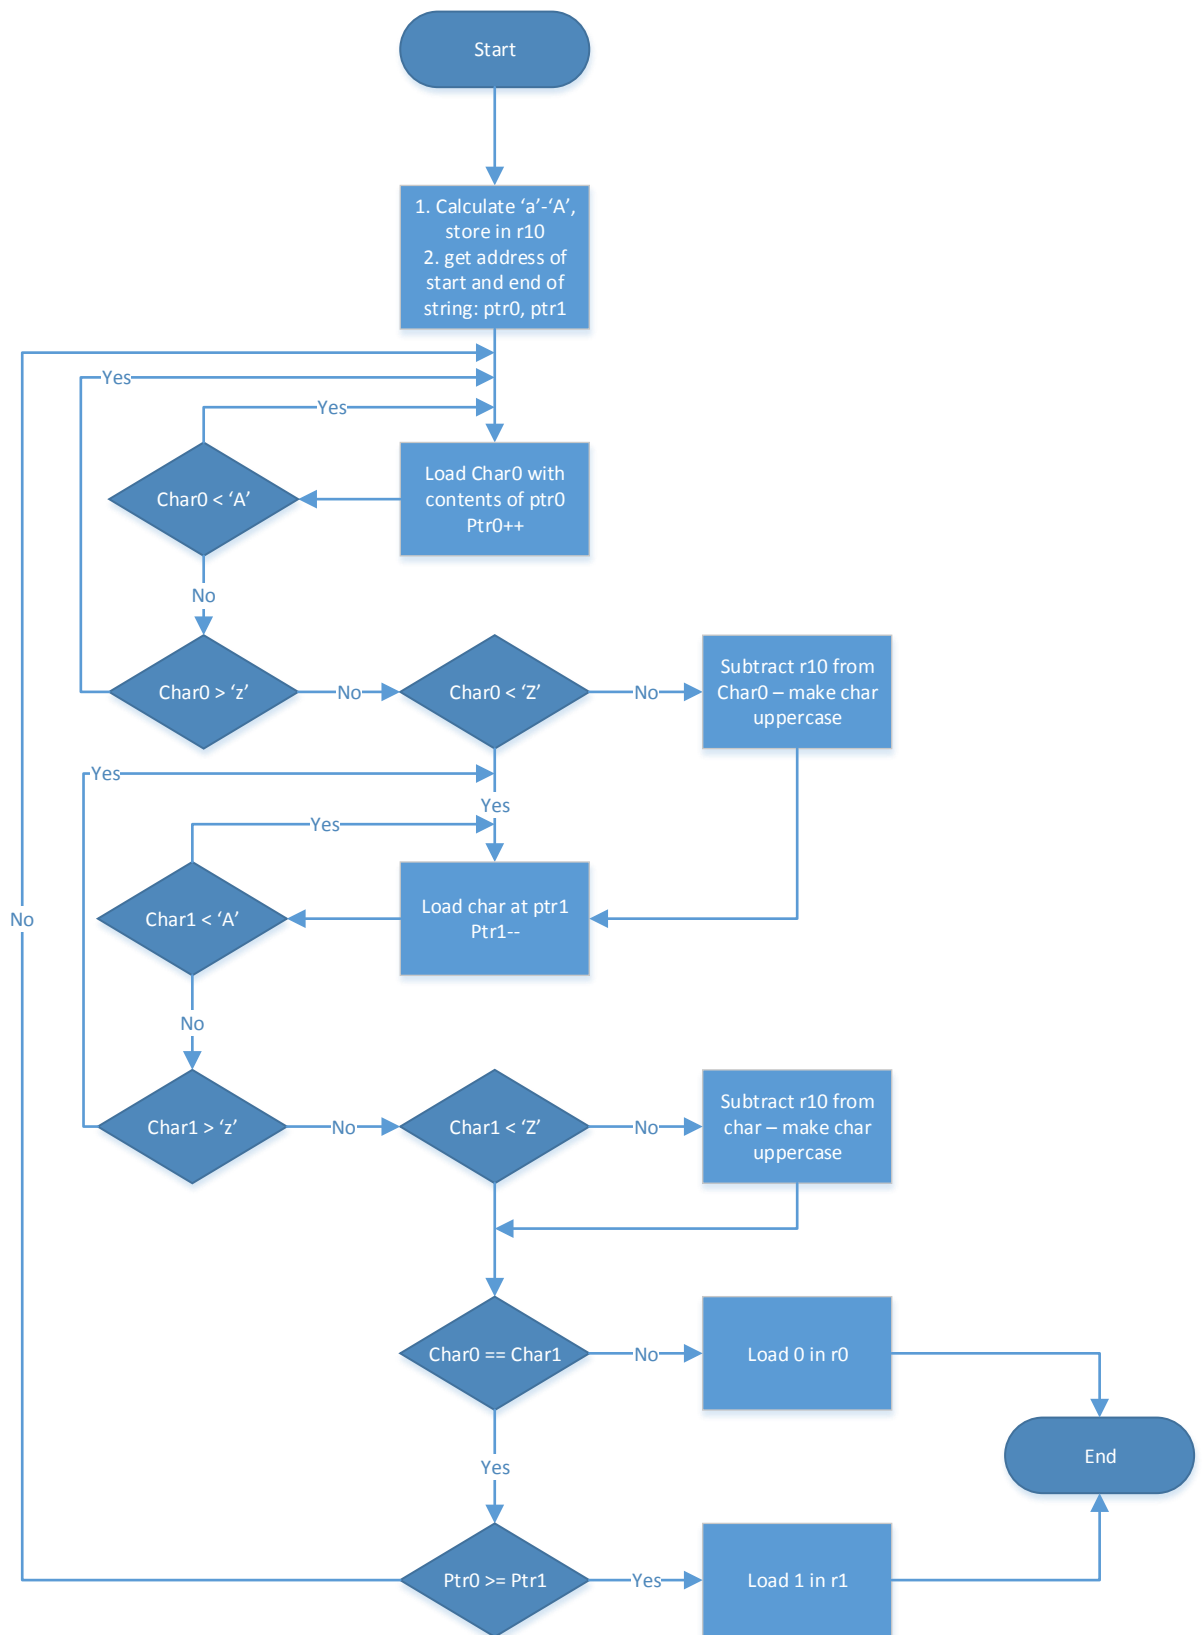 Start
1. Calculate ‘a’-‘A’,
store in r10
2. get address of
start and end of
string: ptr0, ptr1
Yes
Yes
Load Char0 with
contents of ptr0
Ptr0++
Char0 < ‘A’
No
Char0 > ‘z’
No
Char0 < ‘Z’
No
Subtract r10 from
Char0 – make char
uppercase
Yes
Yes
Yes
Load char at ptr1
Ptr1--
Char1 < ‘A’
No
No
Char1 > ‘z’
No
Char1 < ‘Z’
No
Subtract r10 from
char – make char
uppercase
Char0 == Char1
No
Load 0 in r0
Yes
End
Ptr0 >= Ptr1
Yes
Load 1 in r1